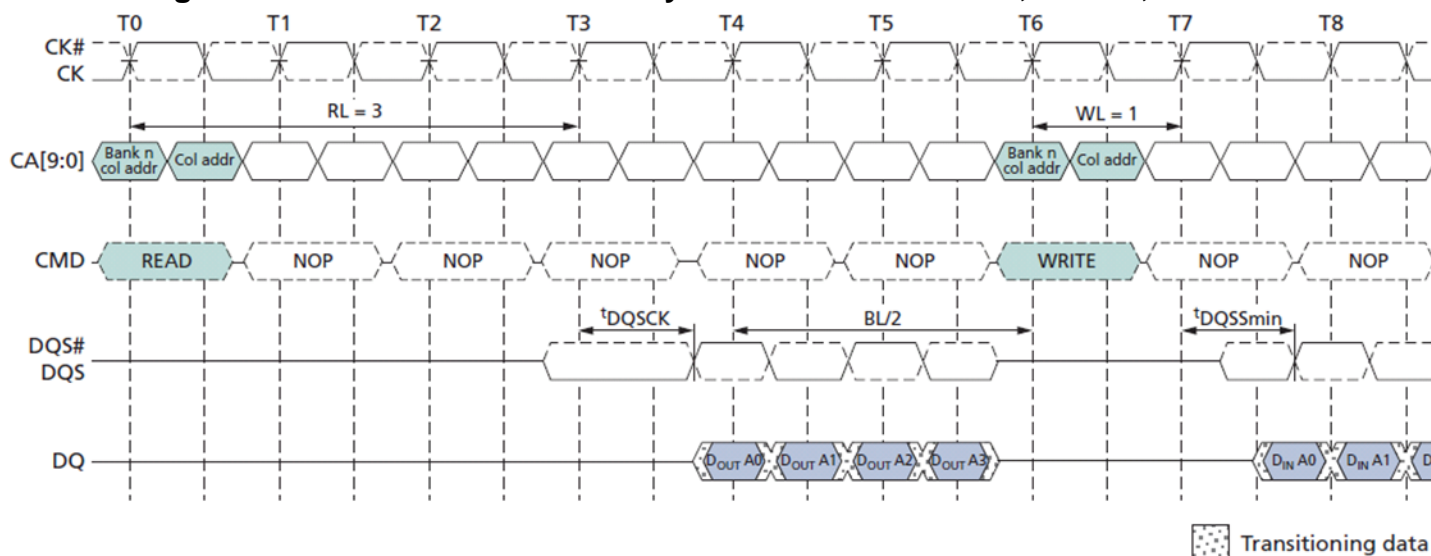 T0 T1 T2 T3 T4 T5 T6 T7 T8
CK#
CK
RL = 3 WL = 1
CA[9:0] Bank n col addr Col addr Bank n col addr Col addr
CMD READ NOP NOP NOP NOP NOP WRITE NOP NOP
tDQSCK BL/2 tDQSSmin
DQS#
DQS
DQ DOUT A0 DOUT A1 DOUT A2 DOUT A3 DIN A0 DIN A1 D
Transitioning data